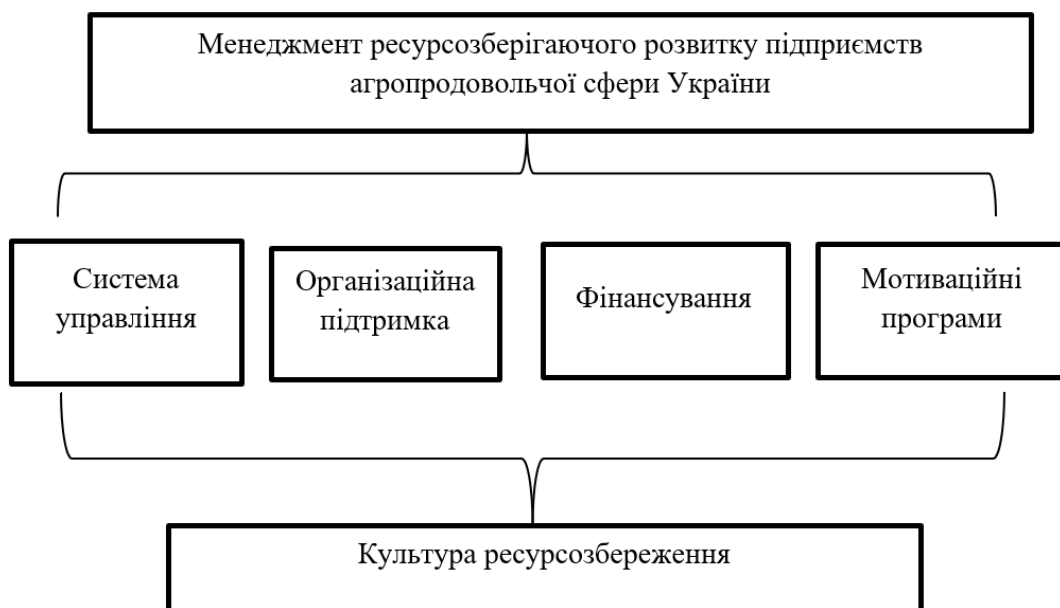 Менеджмент ресурсозберігаючого розвитку підприємств
агропродовольчої сфери України
Система
управління
Організаційна
підтримка
Фінансування
Мотиваційні
програми
Культура ресурсозбереження